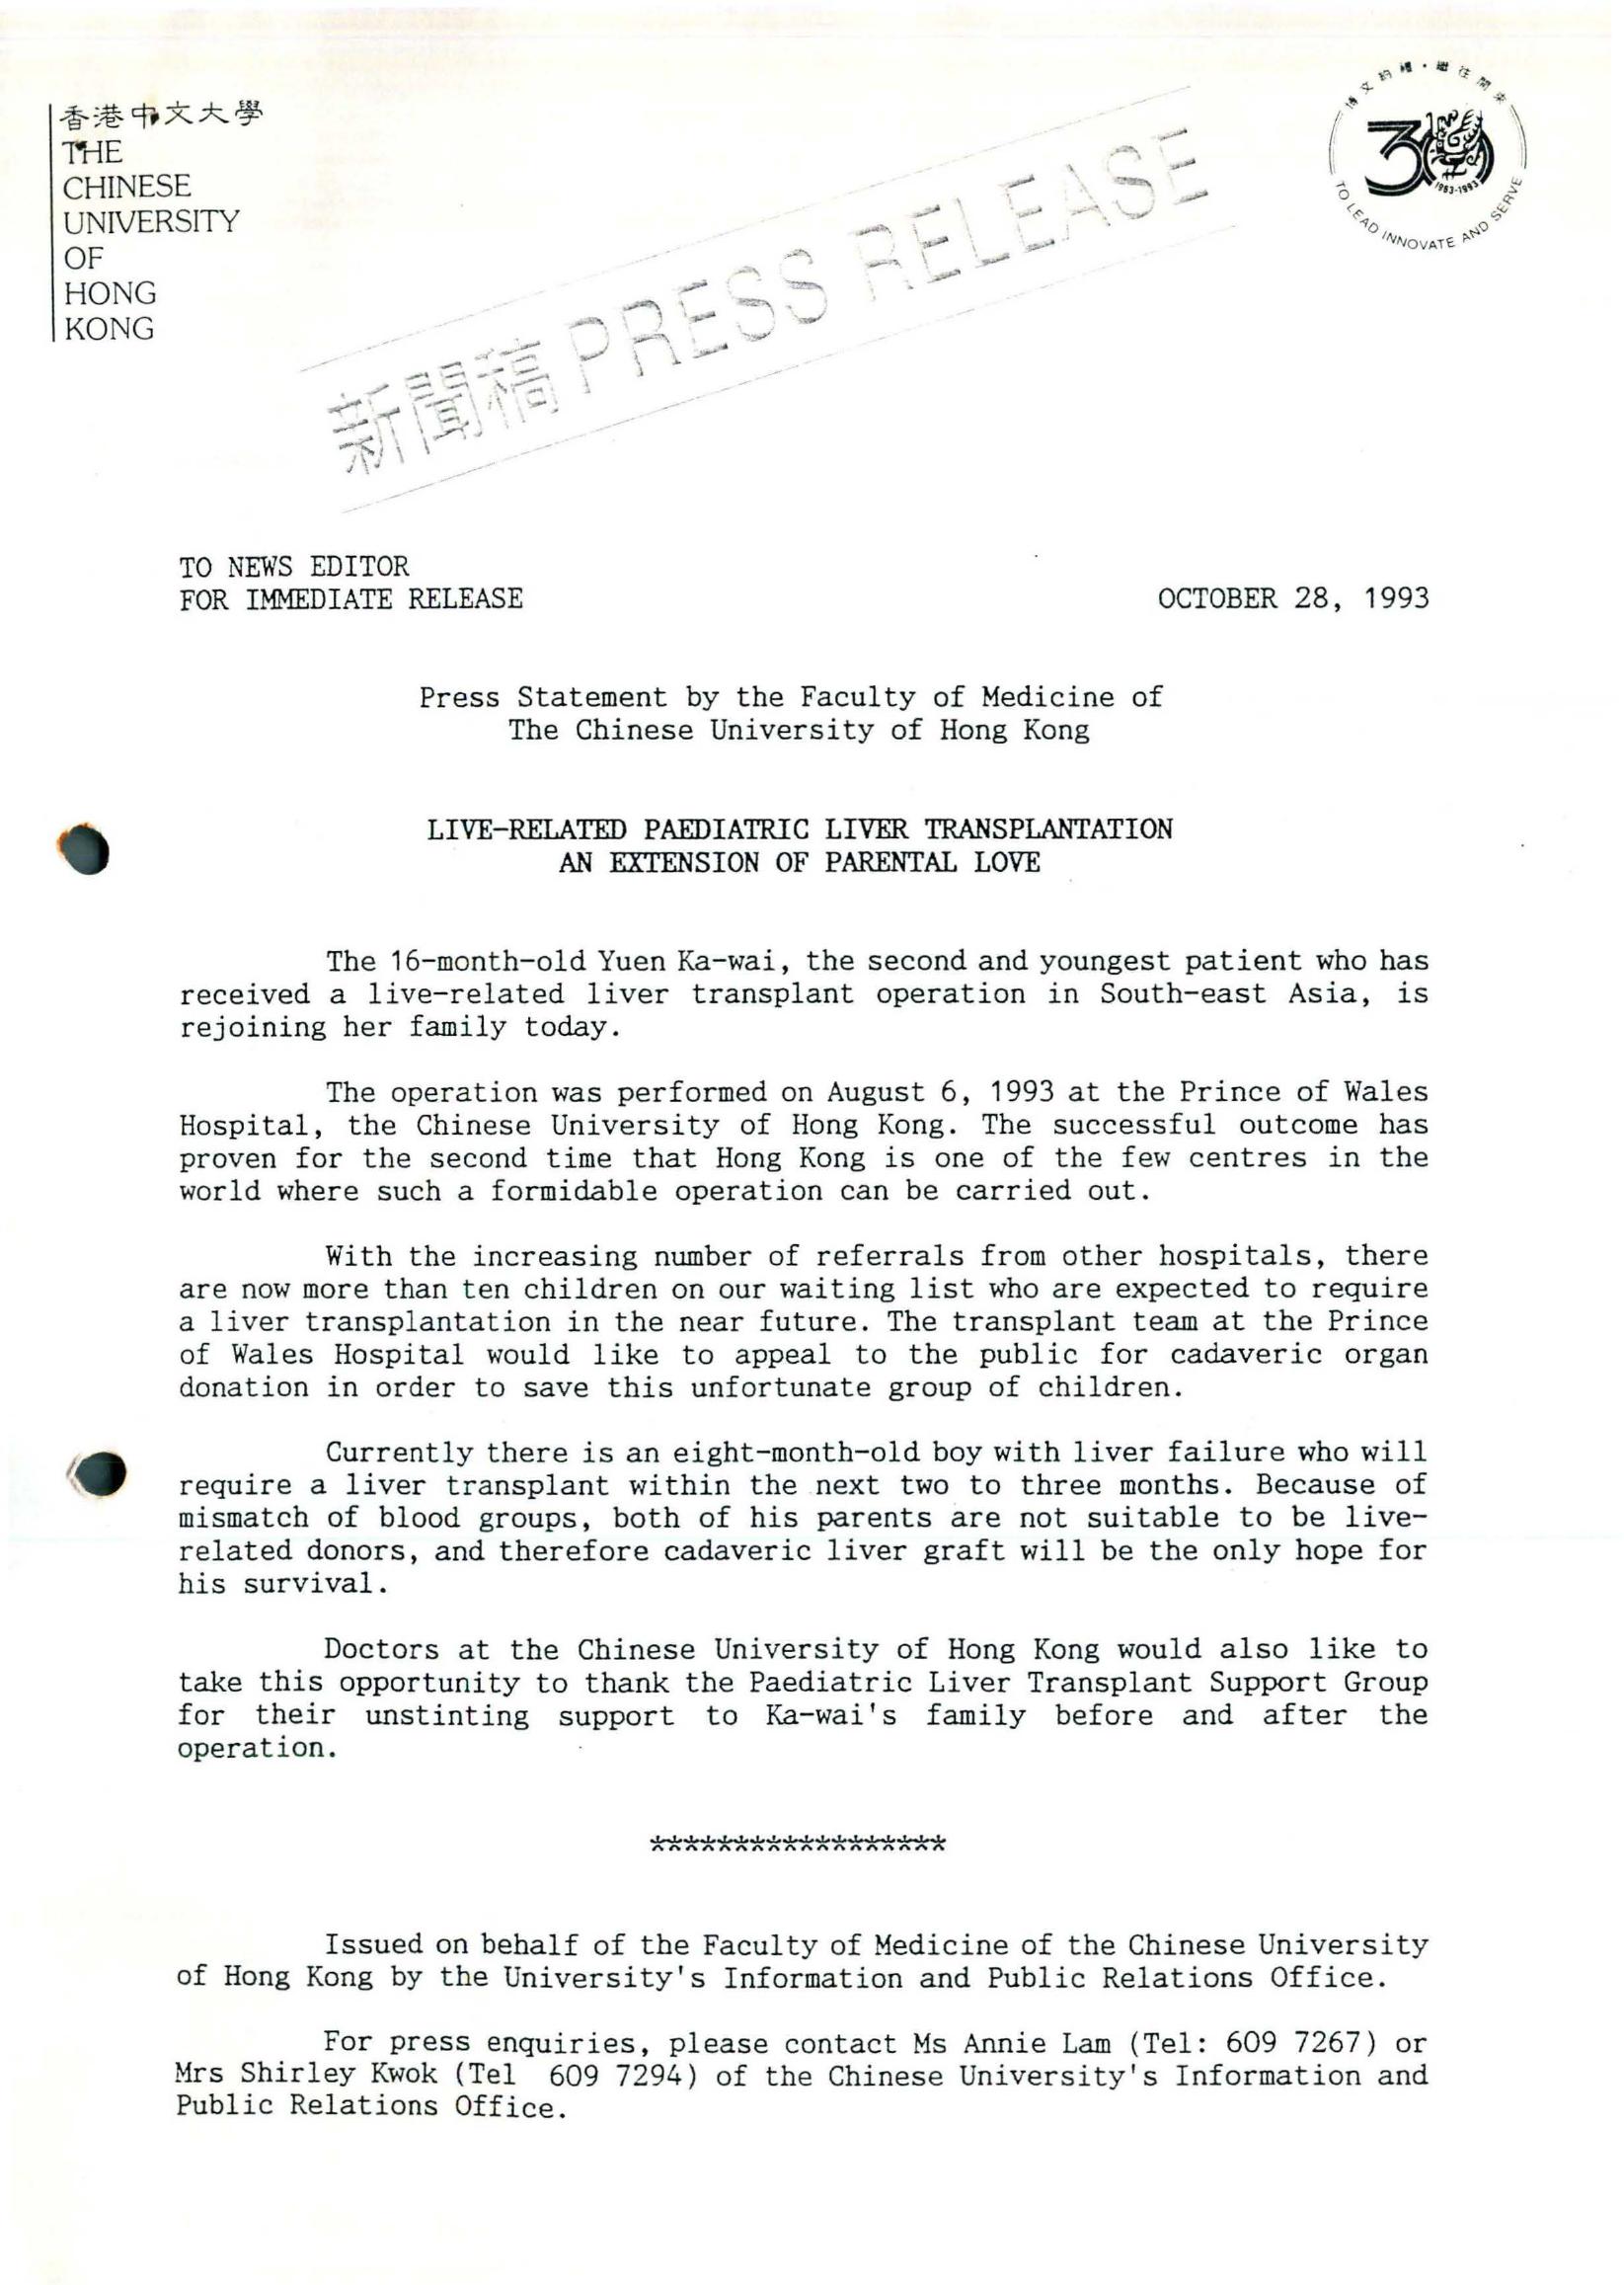 香港中文大學
THE
CHINESE
UNIVERSITY
OF
HONG
KONG
博文約禮·繼往開來
30
1963-1993
TO LEAD INNOVATE AND SERVE
新聞稿 PRESS RELEASE
TO NEWS EDITOR
FOR IMMEDIATE RELEASE OCTOBER 28, 1993
Press Statement by the Faculty of Medicine of
The Chinese University of Hong Kong
LIVE-RELATED PAEDIATRIC LIVER TRANSPLANTATION
AN EXTENSION OF PARENTAL LOVE
The 16-month-old Yuen Ka-wai, the second and youngest patient who has
received a live-related liver transplant operation in South-east Asia, is
rejoining her family today.
The operation was performed on August 6, 1993 at the Prince of Wales
Hospital, the Chinese University of Hong Kong. The successful outcome has
proven for the second time that Hong Kong is one of the few centres in the
world where such a formidable operation can be carried out.
With the increasing number of referrals from other hospitals, there
are now more than ten children on our waiting list who are expected to require
a liver transplantation in the near future. The transplant team at the Prince
of Wales Hospital would like to appeal to the public for cadaveric organ
donation in order to save this unfortunate group of children.
Currently there is an eight-month-old boy with liver failure who will
require a liver transplant within the next two to three months. Because of
mismatch of blood groups, both of his parents are not suitable to be live-
related donors, and therefore cadaveric liver graft will be the only hope for
his survival.
Doctors at the Chinese University of Hong Kong would also like to
take this opportunity to thank the Paediatric Liver Transplant Support Group
for their unstinting support to Ka-wai's family before and after the
operation.
******************
Issued on behalf of the Faculty of Medicine of the Chinese University
of Hong Kong by the University's Information and Public Relations Office.
For press enquiries, please contact Ms Annie Lam (Tel: 609 7267) or
Mrs Shirley Kwok (Tel 609 7294) of the Chinese University's Information and
Public Relations Office.